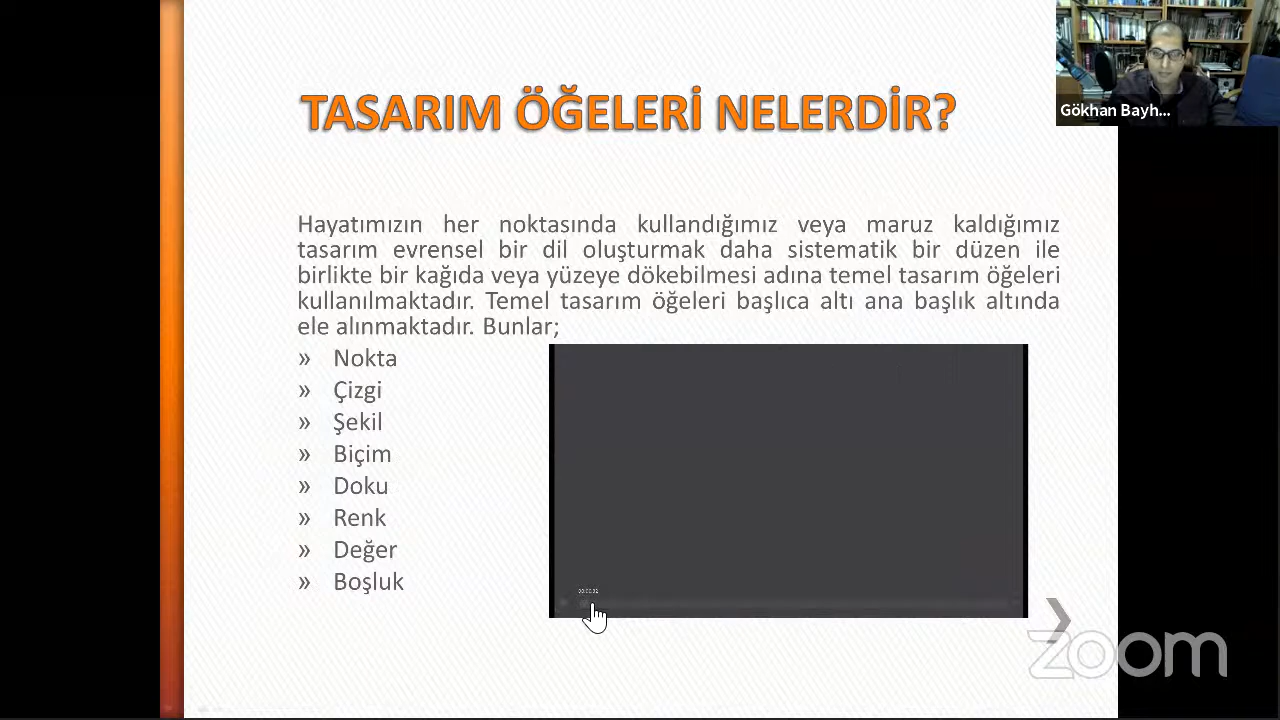 TASARIM ÖĞELERİ NELERDİR?
Gökhan Bayh...
Hayatımızın her noktasında kullandığımız veya maruz kaldığımız
tasarım evrensel bir dil oluşturmak daha sistematik bir düzen ile
birlikte bir kağıda veya yüzeye dökebilmesi adına temel tasarım öğeleri
kullanılmaktadır. Temel tasarım öğeleri başlıca altı ana başlık altında
ele alınmaktadır. Bunlar;
» Nokta
» Çizgi
» Şekil
» Biçim
» Doku
» Renk
» Değer
» Boşluk
zoom